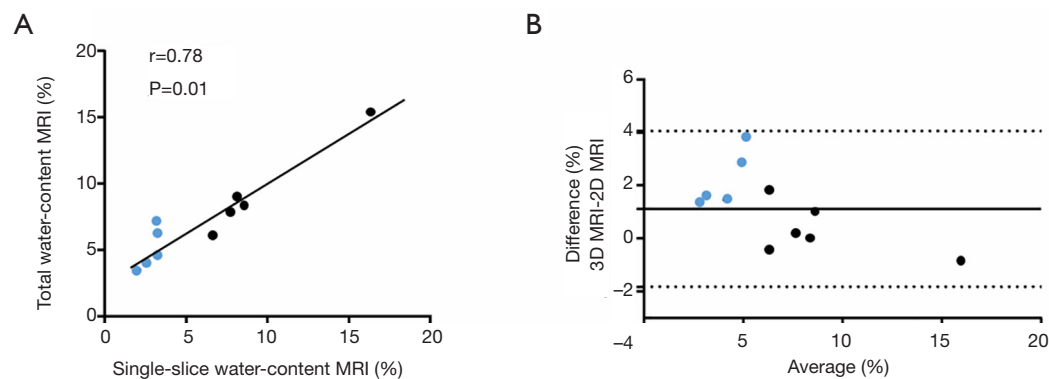 A
20
15
10
5
0
r=0.78
P=0.01
Total water-content MRI (%)
0
5
10
15
20
Single-slice water-content MRI (%)
B
6
4
2
0
–2
–4
Difference (%)
3D MRI-2D MRI
5
10
15
20
Average (%)